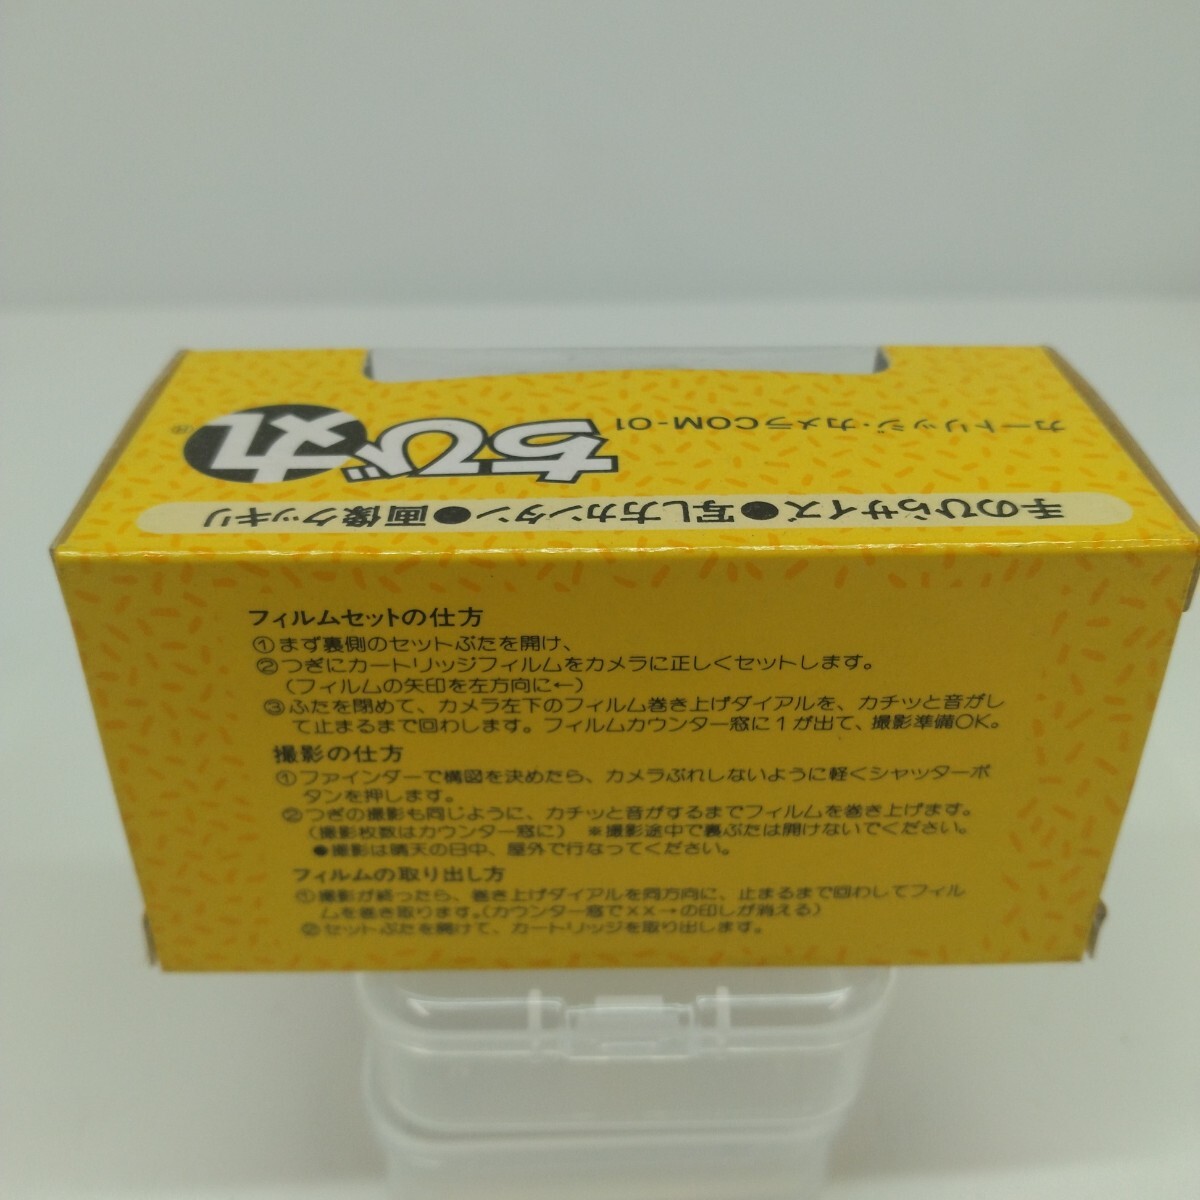 カートリッジ・カメラCOM-01
ちび丸
手のひらサイズ●写し方カンタン●画像クッキリ
フィルムセットの仕方
①まず裏側のセットぶたを開け、
②つぎにカートリッジフィルムをカメラに正しくセットします。
(フィルムの矢印を左方向に←)
③ふたを閉めて、カメラ左下のフィルム巻き上げダイアルを、カチッと音がし
て止まるまで回わします。フィルムカウンター窓に1が出て、撮影準備OK。
撮影の仕方
①ファインダーで構図を決めたら、カメラぶれしないように軽くシャッターボ
タンを押します。
②つぎの撮影も同じように、カチッと音がするまでフィルムを巻き上げます。
(撮影枚数はカウンター窓に) ※撮影途中で裏ぶたは開けないでください。
●撮影は晴天の日中、屋外で行なってください。
フィルムの取り出し方
①撮影が終ったら、巻き上げダイアルを同方向に、止まるまで回わしてフィル
ムを巻き取ります。(カウンター窓で××→の印しが消える)
②セットぶたを開けて、カートリッジを取り出します。